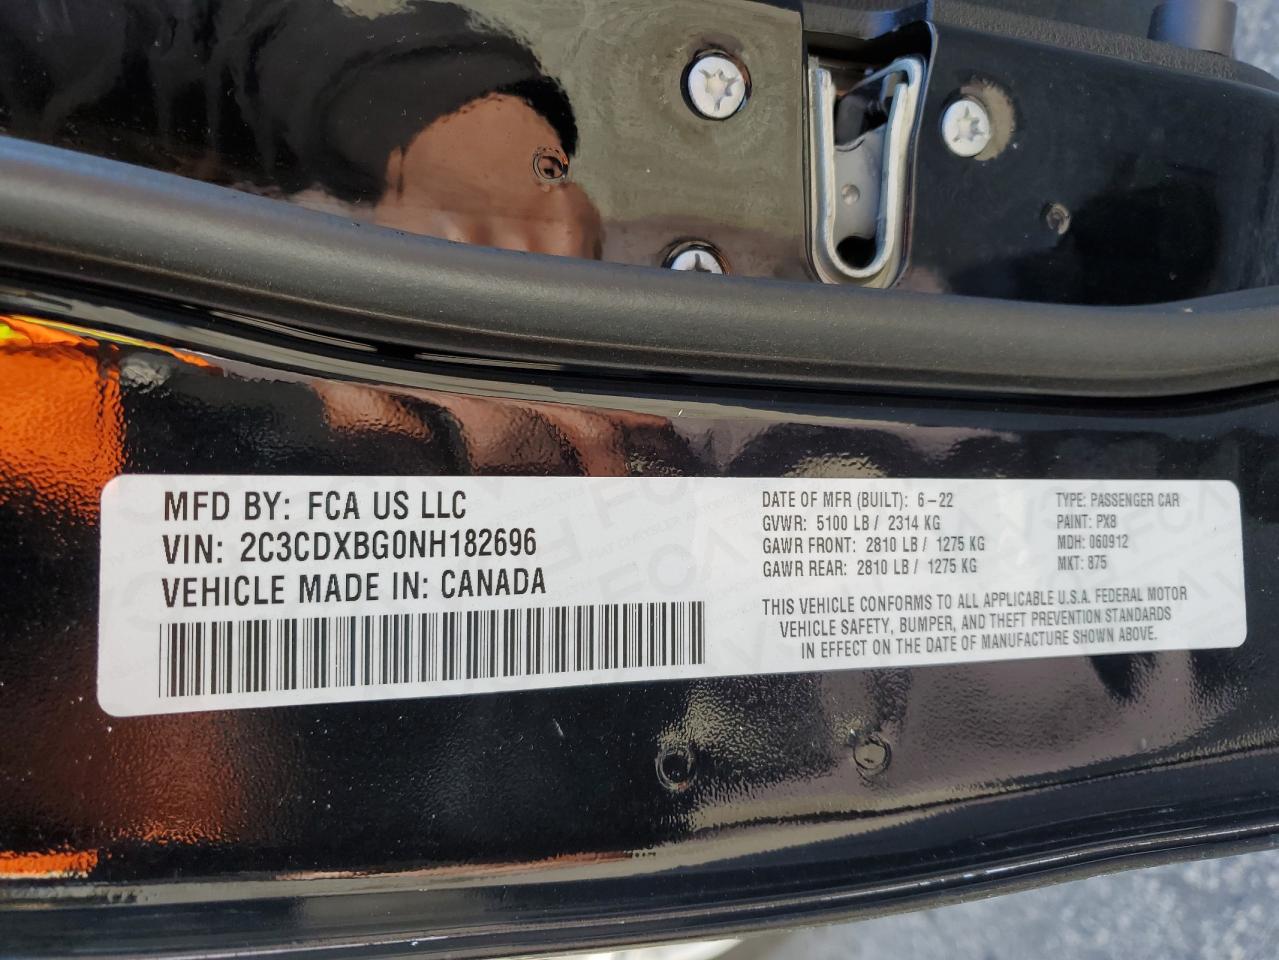 MFD BY: FCA US LLC
VIN: 2C3CDXBG0NH182696
VEHICLE MADE IN: CANADA
DATE OF MFR (BUILT): 6-22
GVWR: 5100 LB / 2314 KG
GAWR FRONT: 2810 LB / 1275 KG
GAWR REAR: 2810 LB / 1275 KG
TYPE: PASSENGER CAR
PAINT: PX8
MDH: 060912
MKT: 875
THIS VEHICLE CONFORMS TO ALL APPLICABLE U.S.A. FEDERAL MOTOR
VEHICLE SAFETY, BUMPER, AND THEFT PREVENTION STANDARDS
IN EFFECT ON THE DATE OF MANUFACTURE SHOWN ABOVE.